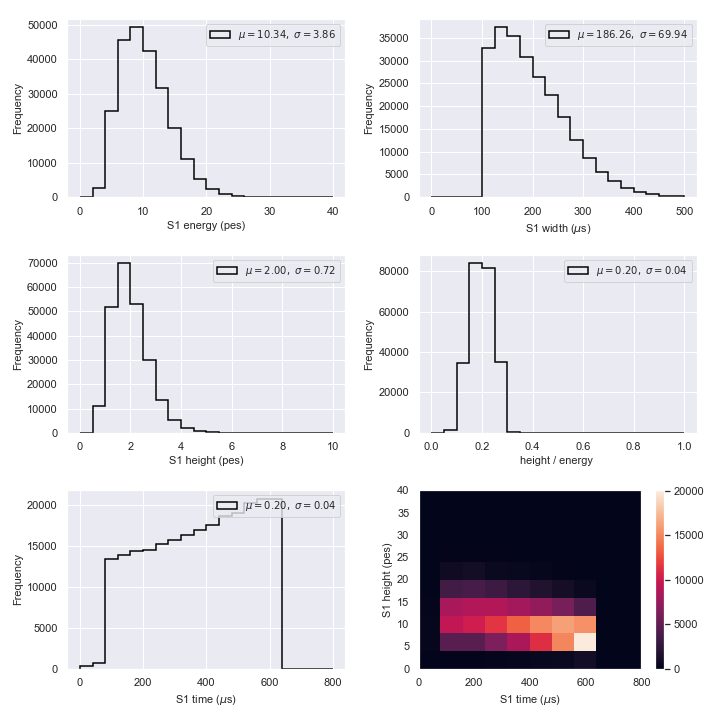 50000
40000
30000
20000
10000
0
Frequency
μ = 10.34, σ = 3.86
0 10 20 30 40
S1 energy (pes)
35000
30000
25000
20000
15000
10000
5000
0
Frequency
μ = 186.26, σ = 69.94
0 100 200 300 400 500
S1 width (μs)
70000
60000
50000
40000
30000
20000
10000
0
Frequency
μ = 2.00, σ = 0.72
0 2 4 6 8 10
S1 height (pes)
80000
60000
40000
20000
0
Frequency
μ = 0.20, σ = 0.04
0.0 0.2 0.4 0.6 0.8 1.0
height / energy
20000
15000
10000
5000
0
Frequency
μ = 0.20, σ = 0.04
0 200 400 600 800
S1 time (μs)
40
35
30
25
20
15
10
5
0
S1 height (pes)
0 200 400 600 800
S1 time (μs)
20000
15000
10000
5000
0